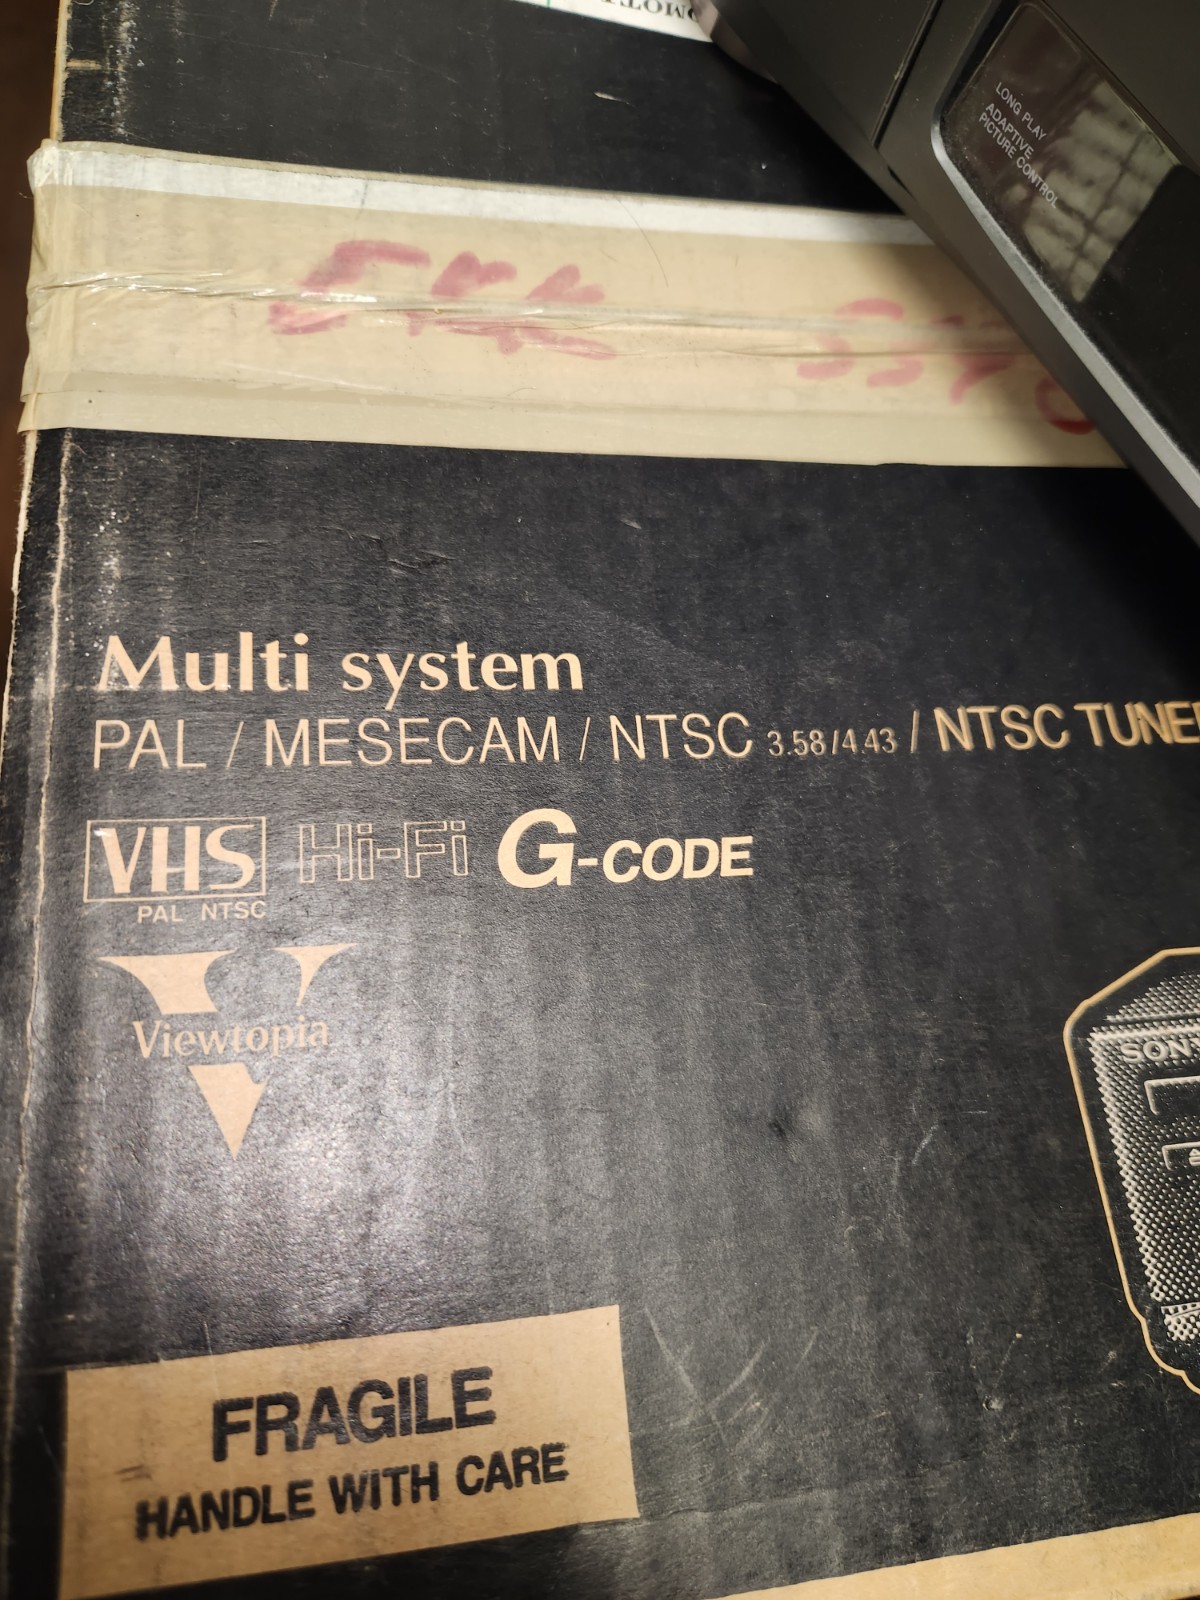 LONG PLAY
ADAPTIVE
PICTURE CONTROL
Multi system
PAL / MESECAM / NTSC 3.58/4.43 / NTSC TUNER
VHS Hi-Fi G-CODE
PAL NTSC
Viewtopia
SONY
FRAGILE
HANDLE WITH CARE